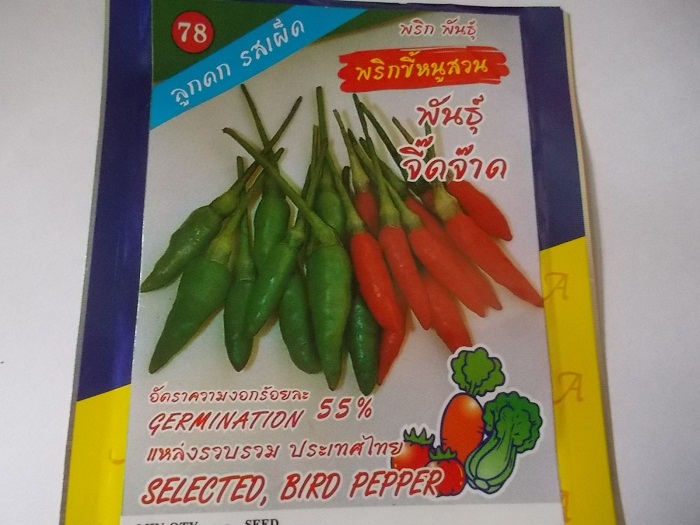 78
ลูกดก รสเผ็ด
พริก พันธุ์
พริกขี้หนูสวน
พันธุ์
จี๊ดจ๊าด
อัตราความงอกร้อยละ
GERMINATION 55%
แหล่งรวบรวม ประเทศไทย
SELECTED, BIRD PEPPER
SEED